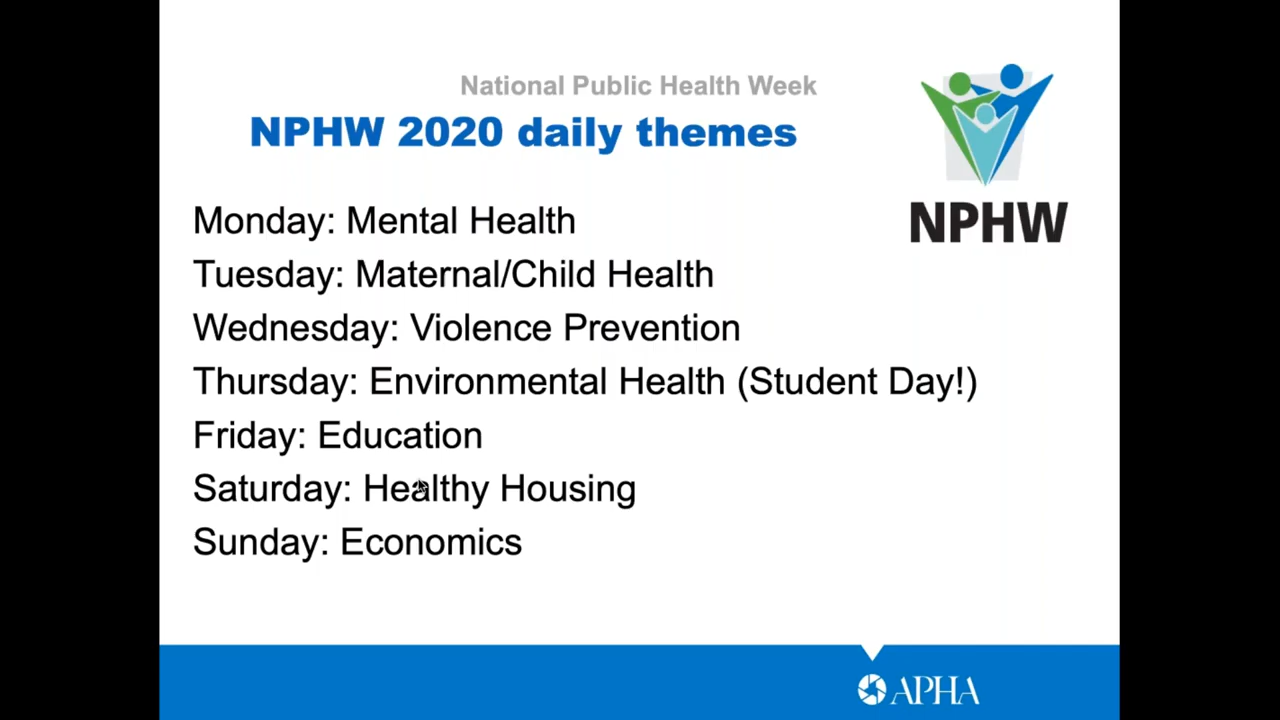 National Public Health Week
NPHW 2020 daily themes
NPHW
Monday: Mental Health
Tuesday: Maternal/Child Health
Wednesday: Violence Prevention
Thursday: Environmental Health (Student Day!)
Friday: Education
Saturday: Healthy Housing
Sunday: Economics
APHA